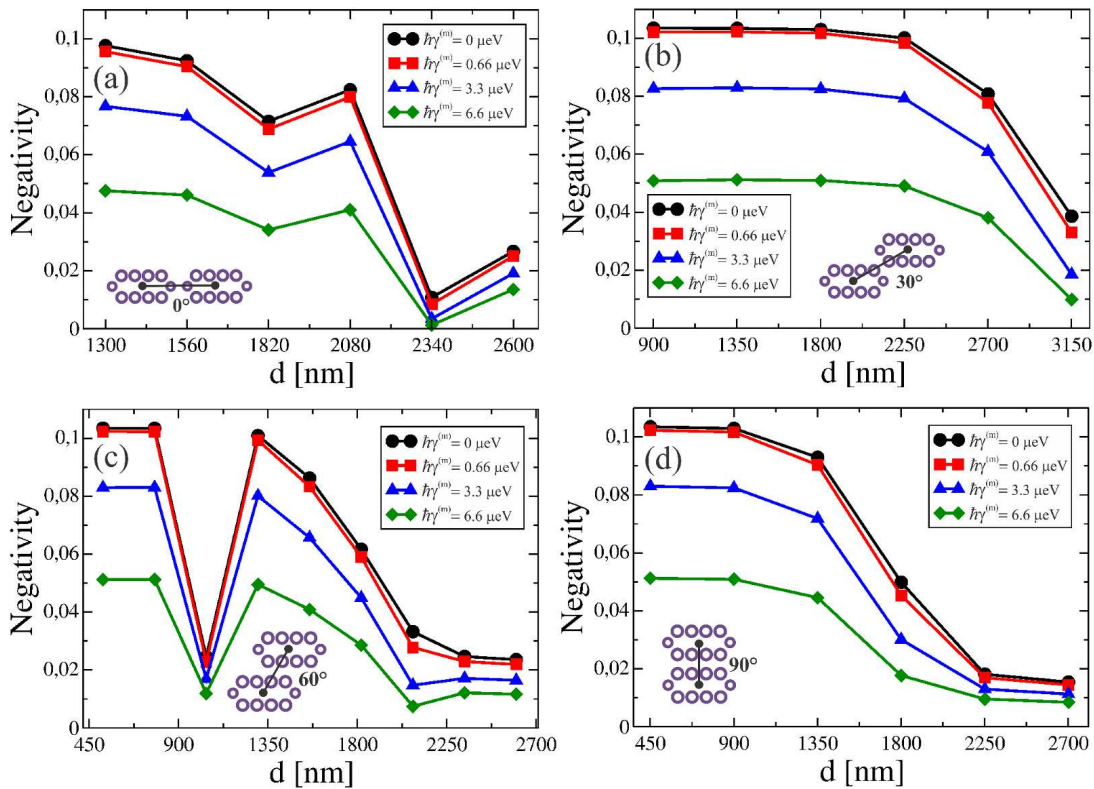 0,1
0,08
0,06
0,04
0,02
0
Negativity
(a)
ħγ⁽ᵐ⁾= 0 μeV
ħγ⁽ᵐ⁾= 0.66 μeV
ħγ⁽ᵐ⁾= 3.3 μeV
ħγ⁽ᵐ⁾= 6.6 μeV
0°
1300 1560 1820 2080 2340 2600
d [nm]
0,1
0,08
0,06
0,04
0,02
0
Negativity
(b)
ħγ⁽ᵐ⁾= 0 μeV
ħγ⁽ᵐ⁾= 0.66 μeV
ħγ⁽ᵐ⁾= 3.3 μeV
ħγ⁽ᵐ⁾= 6.6 μeV
30°
900 1350 1800 2250 2700 3150
d [nm]
0,1
0,08
0,06
0,04
0,02
0
Negativity
(c)
ħγ⁽ᵐ⁾= 0 μeV
ħγ⁽ᵐ⁾= 0.66 μeV
ħγ⁽ᵐ⁾= 3.3 μeV
ħγ⁽ᵐ⁾= 6.6 μeV
60°
450 900 1350 1800 2250 2700
d [nm]
0,1
0,08
0,06
0,04
0,02
0
Negativity
(d)
ħγ⁽ᵐ⁾= 0 μeV
ħγ⁽ᵐ⁾= 0.66 μeV
ħγ⁽ᵐ⁾= 3.3 μeV
ħγ⁽ᵐ⁾= 6.6 μeV
90°
450 900 1350 1800 2250 2700
d [nm]